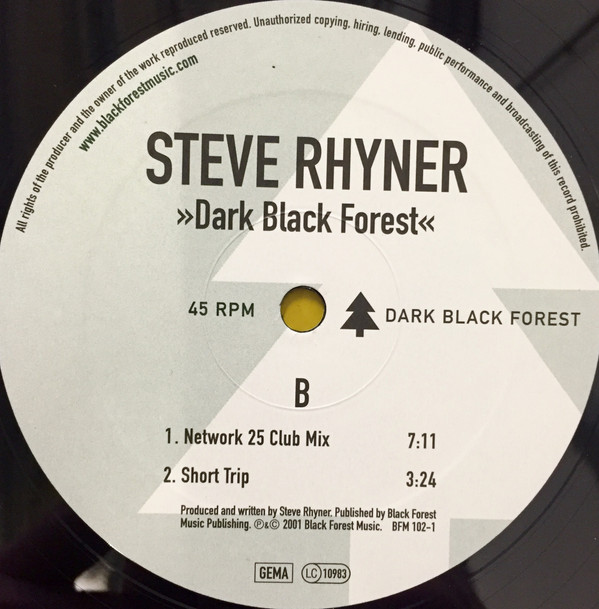 All rights of the producer and the owner of the work reproduced reserved. Unauthorized copying, hiring, lending, public performance and broadcasting of this record prohibited.
www.blackforestmusic.com
STEVE RHYNER
»Dark Black Forest«
45 RPM
DARK BLACK FOREST
B
1. Network 25 Club Mix 7:11
2. Short Trip 3:24
Produced and written by Steve Rhyner. Published by Black Forest
Music Publishing. ℗&© 2001 Black Forest Music. BFM 102-1
GEMA LC 10983